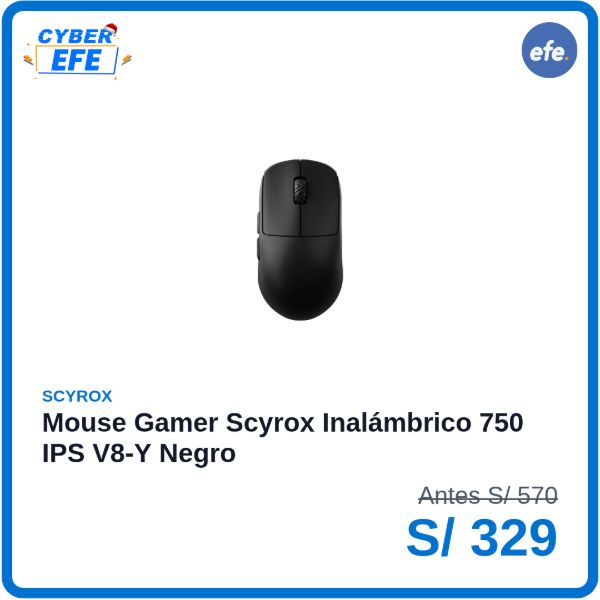 CYBER
EFE
efe.
SCYROX
Mouse Gamer Scyrox Inalámbrico 750
IPS V8-Y Negro
Antes S/ 570
S/ 329